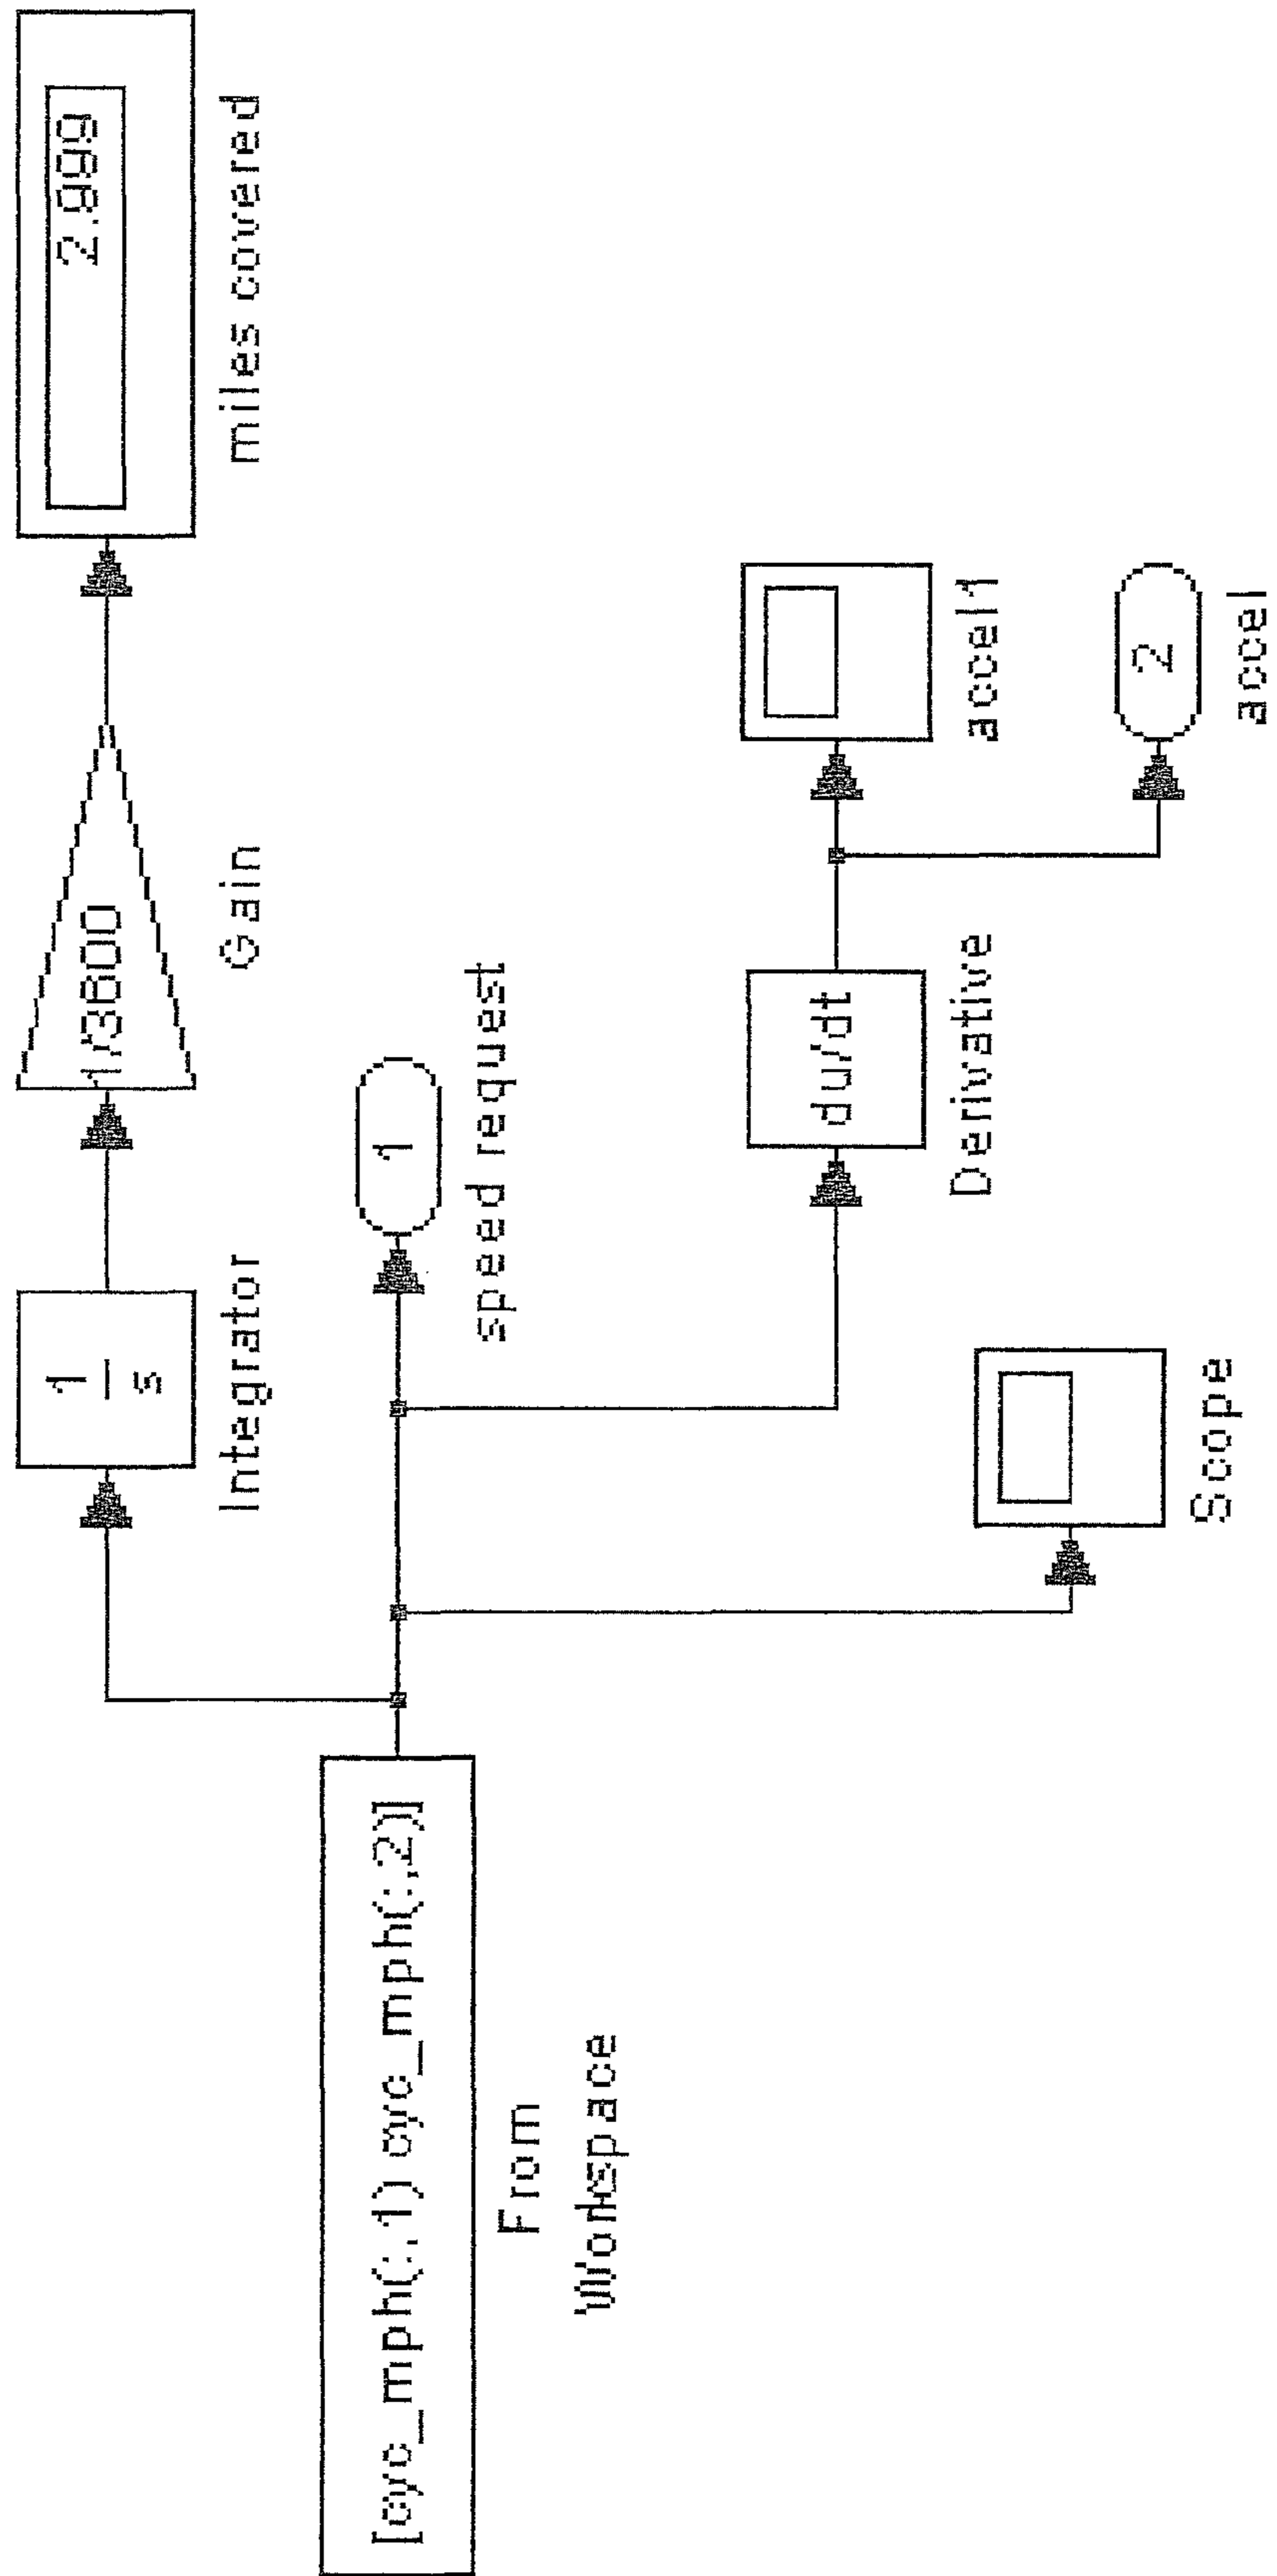 [cyc_mph(:,1) cyc_mph(:,2)]
From
Workspace
1
s
Integrator
1/3600
Gain
2.999
miles covered
1
speed request
du/dt
Derivative
accel1
2
accel
Scope